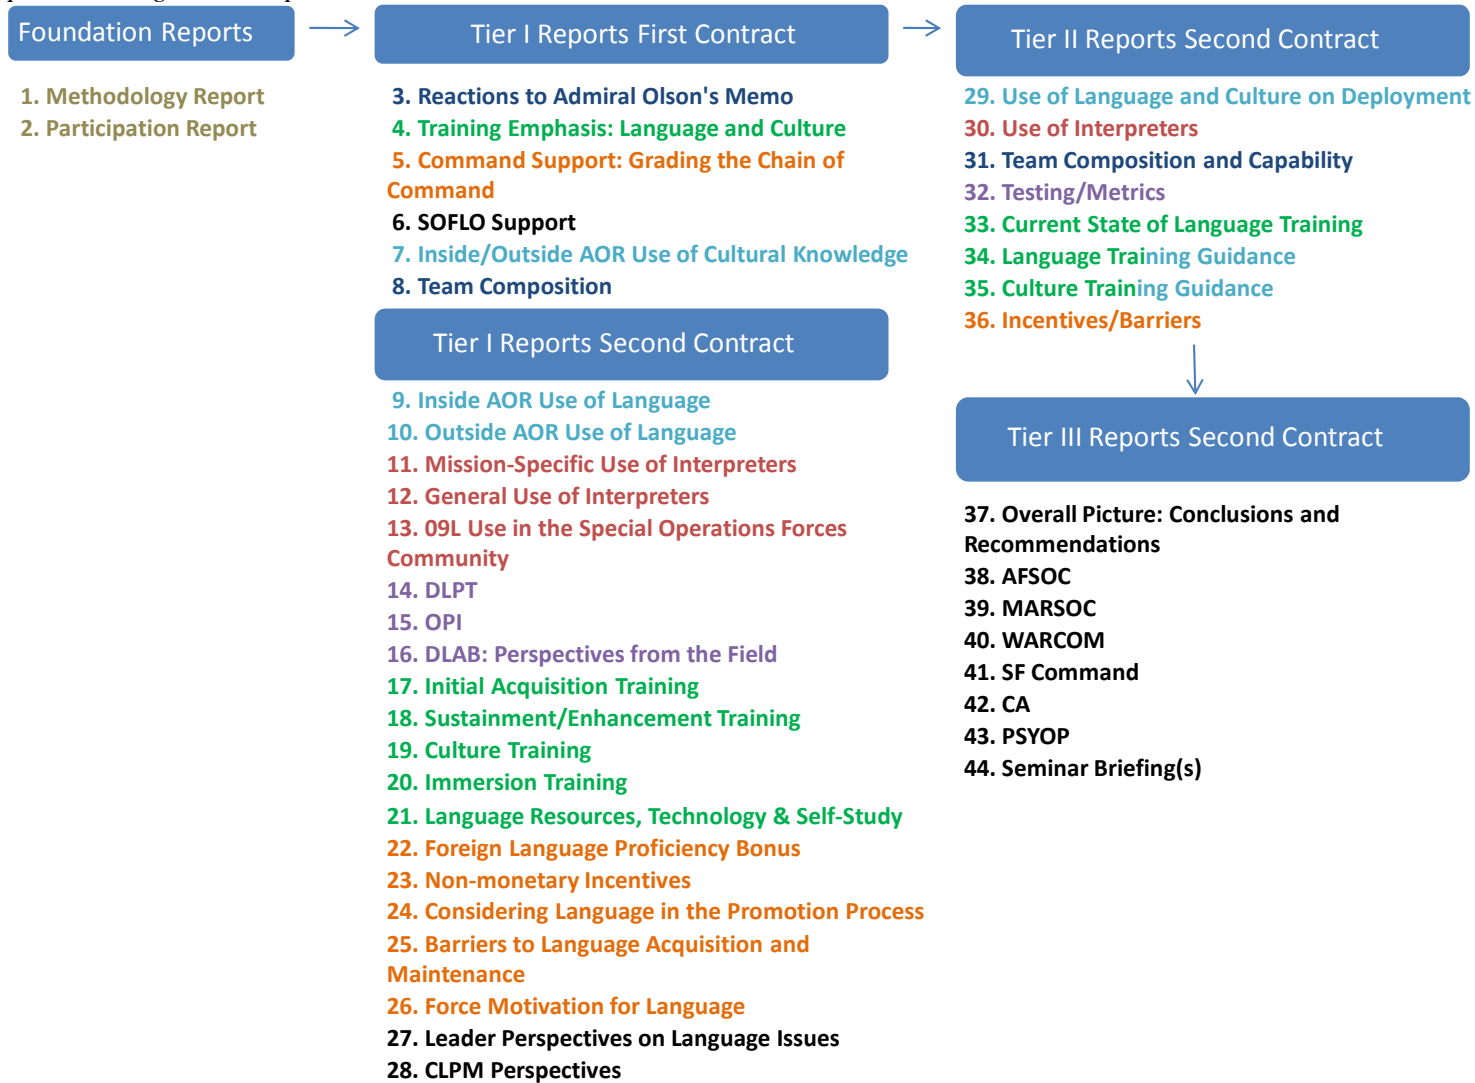 Foundation Reports
1. Methodology Report
2. Participation Report
Tier I Reports First Contract
3. Reactions to Admiral Olson's Memo
4. Training Emphasis: Language and Culture
5. Command Support: Grading the Chain of
Command
6. SOFLO Support
7. Inside/Outside AOR Use of Cultural Knowledge
8. Team Composition
Tier I Reports Second Contract
9. Inside AOR Use of Language
10. Outside AOR Use of Language
11. Mission-Specific Use of Interpreters
12. General Use of Interpreters
13. 09L Use in the Special Operations Forces
Community
14. DLPT
15. OPI
16. DLAB: Perspectives from the Field
17. Initial Acquisition Training
18. Sustainment/Enhancement Training
19. Culture Training
20. Immersion Training
21. Language Resources, Technology & Self-Study
22. Foreign Language Proficiency Bonus
23. Non-monetary Incentives
24. Considering Language in the Promotion Process
25. Barriers to Language Acquisition and
Maintenance
26. Force Motivation for Language
27. Leader Perspectives on Language Issues
28. CLPM Perspectives
Tier II Reports Second Contract
29. Use of Language and Culture on Deployment
30. Use of Interpreters
31. Team Composition and Capability
32. Testing/Metrics
33. Current State of Language Training
34. Language Training Guidance
35. Culture Training Guidance
36. Incentives/Barriers
Tier III Reports Second Contract
37. Overall Picture: Conclusions and
Recommendations
38. AFSOC
39. MARSOC
40. WARCOM
41. SF Command
42. CA
43. PSYOP
44. Seminar Briefing(s)